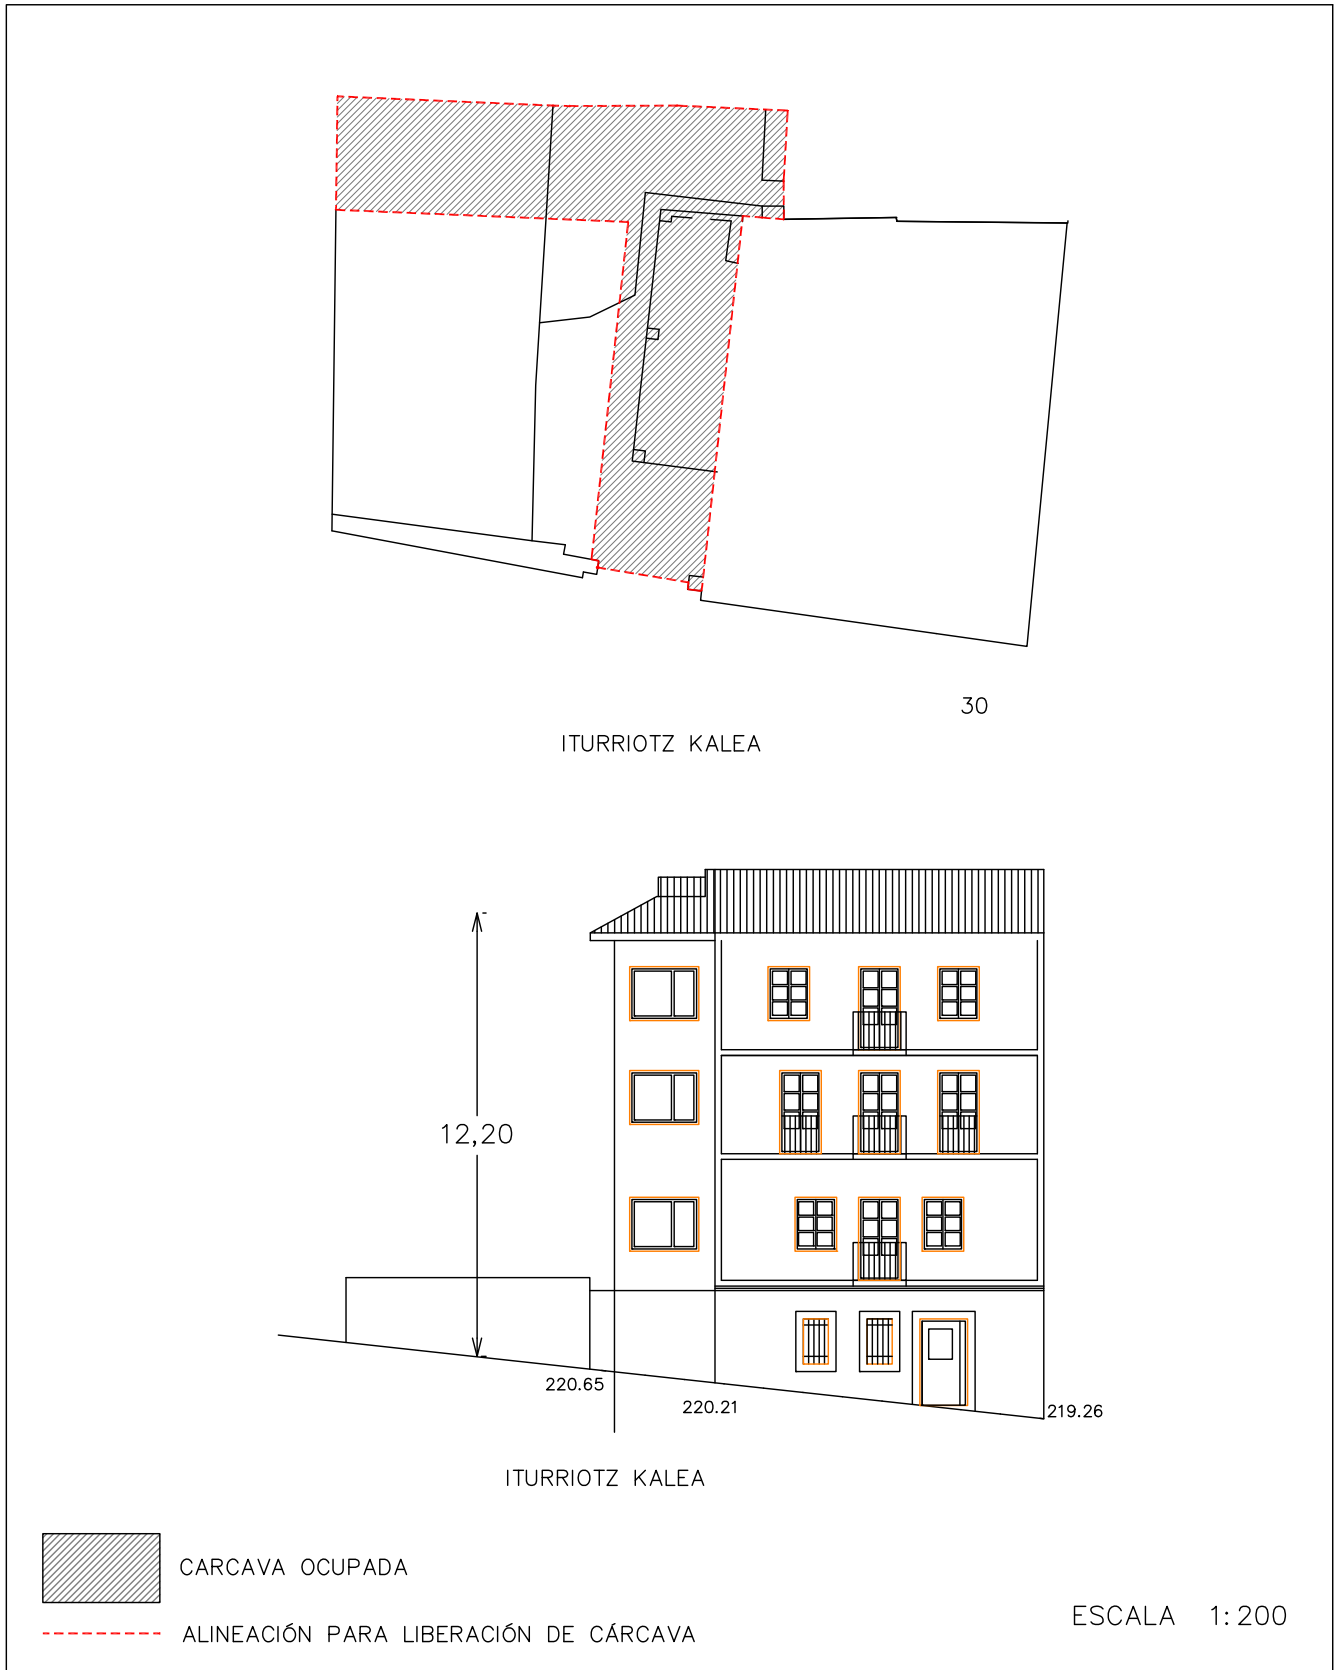 30
ITURRIOTZ KALEA
12,20
220.65
220.21
219.26
ITURRIOTZ KALEA
CARCAVA OCUPADA
ALINEACIÓN PARA LIBERACIÓN DE CÁRCAVA
ESCALA 1:200